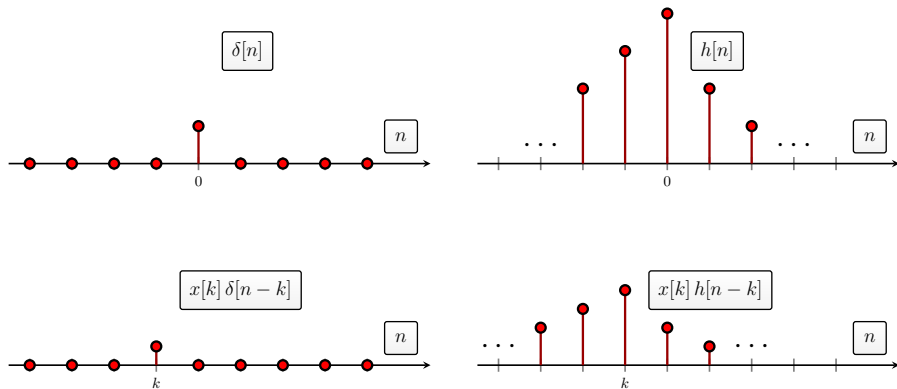 δ[n]
h[n]
n
· · ·
· · ·
n
0
0
x[k] δ[n − k]
x[k] h[n − k]
n
· · ·
· · ·
n
k
k